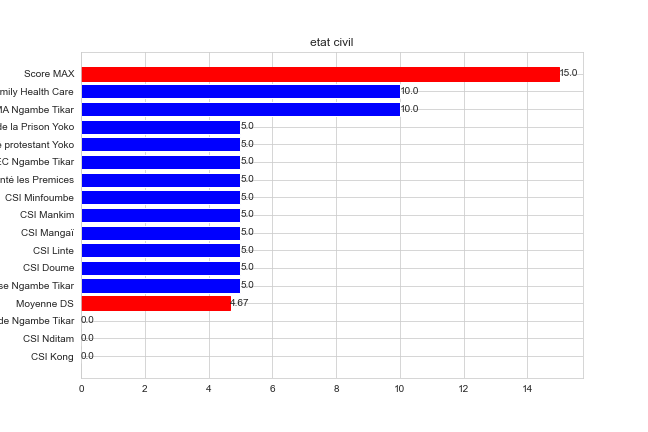 etat civil
Score MAX 15.0
mily Health Care 10.0
MA Ngambe Tikar 10.0
de la Prison Yoko 5.0
protestant Yoko 5.0
EC Ngambe Tikar 5.0
nté les Premices 5.0
CSI Minfoumbe 5.0
CSI Mankim 5.0
CSI Mangaï 5.0
CSI Linte 5.0
CSI Doume 5.0
se Ngambe Tikar 5.0
Moyenne DS 4.67
de Ngambe Tikar 0.0
CSI Nditam 0.0
CSI Kong 0.0
0 2 4 6 8 10 12 14